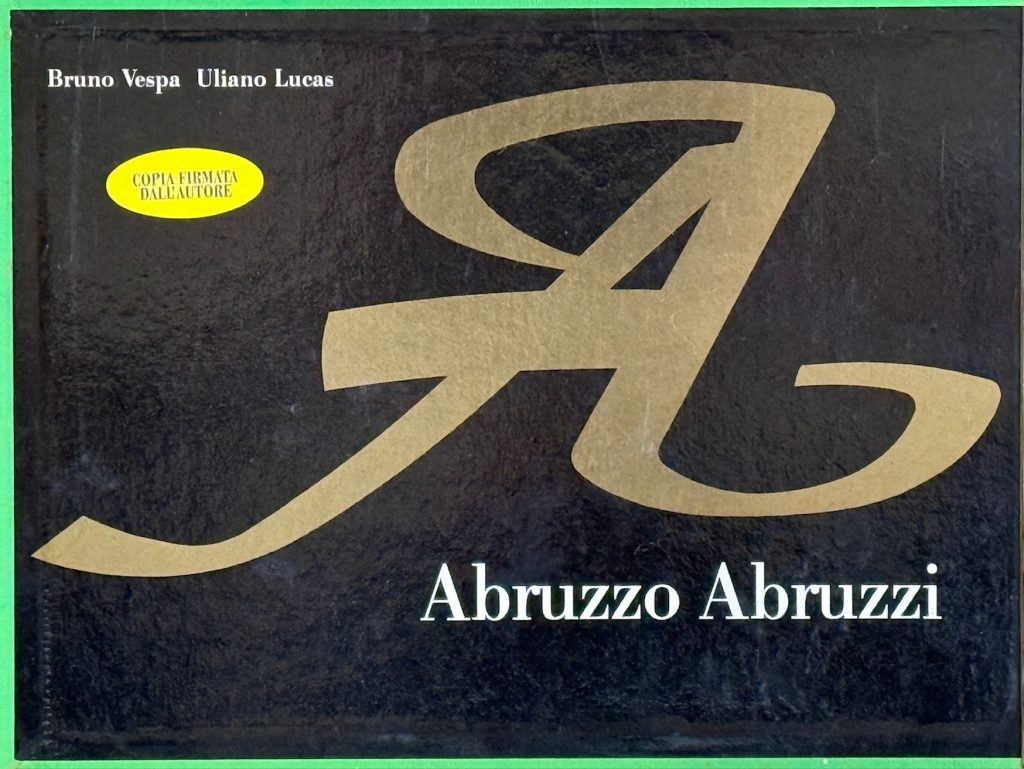 Bruno Vespa Uliano Lucas
COPIA FIRMATA
DALL'AUTORE
A
Abruzzo Abruzzi